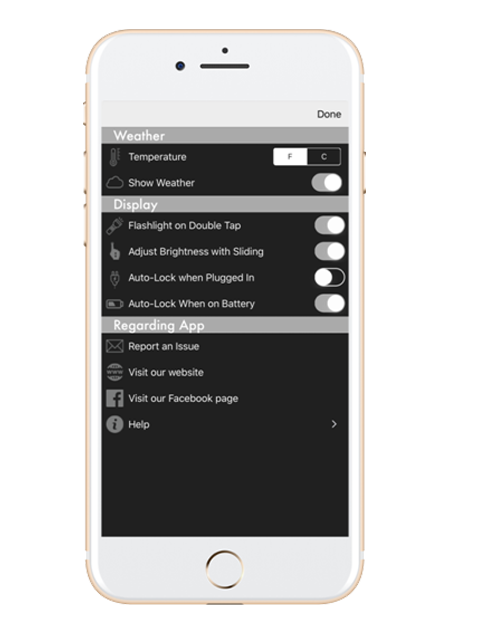 Done
Weather
Temperature F C
Show Weather
Display
Flashlight on Double Tap
Adjust Brightness with Sliding
Auto-Lock when Plugged In
Auto-Lock When on Battery
Regarding App
Report an Issue
www Visit our website
f Visit our Facebook page
i Help